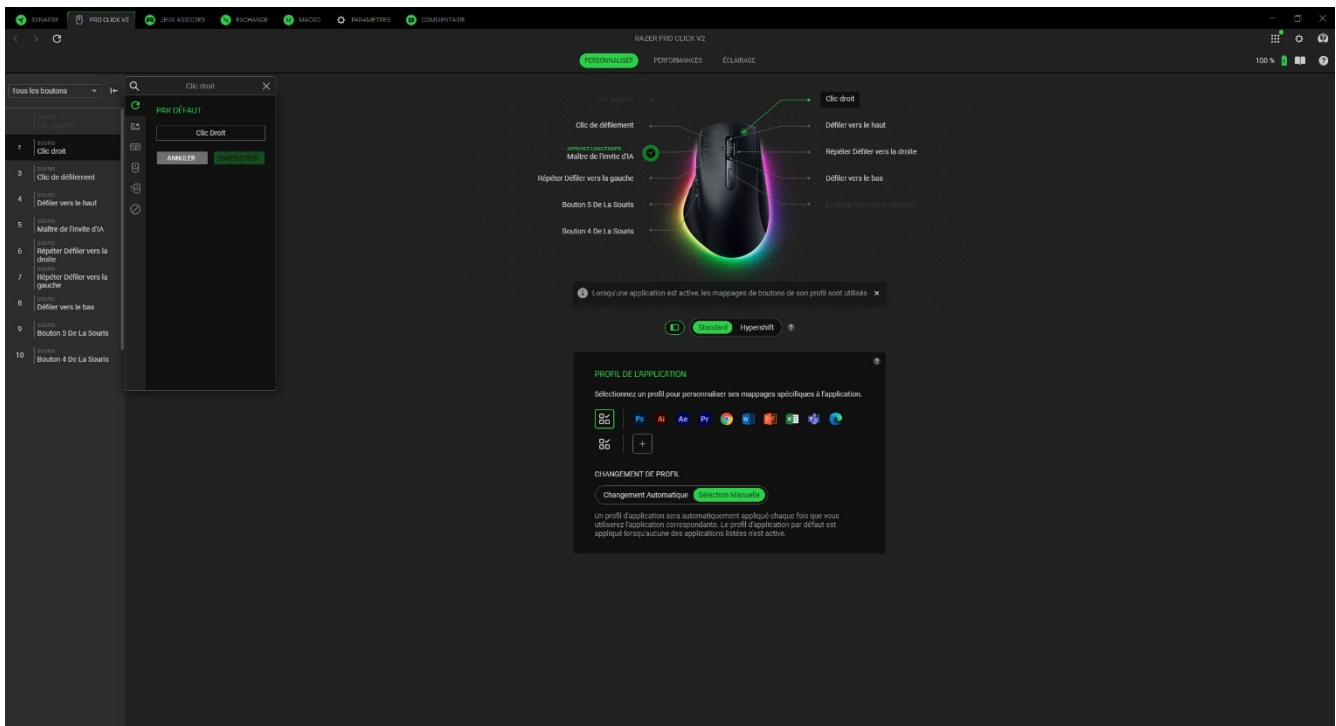 SYNAPSE
PRO CLICK V2
JEUX ASSOCIÉS
EXCHANGE
MACRO
PARAMÈTRES
COMMENTAIRE
RAZER PRO CLICK V2
PERSONNALISER
PERFORMANCES
ÉCLAIRAGE
100 %
Tous les boutons
SOURIS
Clic gauche
2
SOURIS
Clic droit
3
SOURIS
Clic de défilement
4
SOURIS
Défiler vers le haut
5
SOURIS
Maître de l'invite d'IA
6
SOURIS
Répéter Défiler vers la
droite
7
SOURIS
Répéter Défiler vers la
gauche
8
SOURIS
Défiler vers le bas
9
SOURIS
Bouton 5 De La Souris
10
SOURIS
Bouton 4 De La Souris
Clic droit
PAR DÉFAUT
Clic Droit
ANNULER
ENREGISTRER
Clic gauche
Clic de défilement
APPUYEZ LONGTEMPS
Maître de l'invite d'IA
Répéter Défiler vers la gauche
Bouton 5 De La Souris
Bouton 4 De La Souris
Clic droit
Défiler vers le haut
Répéter Défiler vers la droite
Défiler vers le bas
Lorsqu'une application est active, les mappages de boutons de son profil sont utilisés
Standard
Hypershift
PROFIL DE L'APPLICATION
Sélectionnez un profil pour personnaliser ses mappages spécifiques à l'application.
Ps
Ai
Ae
Pr
CHANGEMENT DE PROFIL
Changement Automatique
Sélection Manuelle
Un profil d'application sera automatiquement appliqué chaque fois que vous
utiliserez l'application correspondante. Le profil d'application par défaut est
appliqué lorsqu'aucune des applications listées n'est active.